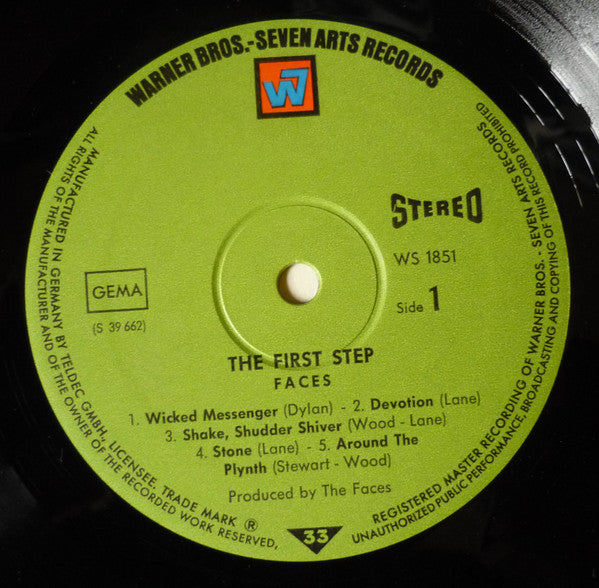 WARNER BROS.-SEVEN ARTS RECORDS
W7
STEREO
WS 1851
GEMA
Side 1
(S 39 662)
THE FIRST STEP
FACES
1. Wicked Messenger (Dylan) - 2. Devotion (Lane)
3. Shake, Shudder Shiver (Wood - Lane)
4. Stone (Lane) - 5. Around The
Plynth (Stewart - Wood)
Produced by The Faces
33
MANUFACTURED IN GERMANY BY TELDEC GMBH, LICENSEE, TRADE MARK ®
ALL RIGHTS OF THE MANUFACTURER AND OF THE OWNER OF THE RECORDED WORK RESERVED,
REGISTERED MASTER RECORDING OF WARNER BROS. - SEVEN ARTS RECORDS
UNAUTHORIZED PUBLIC PERFORMANCE, BROADCASTING AND COPYING OF THIS RECORD PROHIBITED